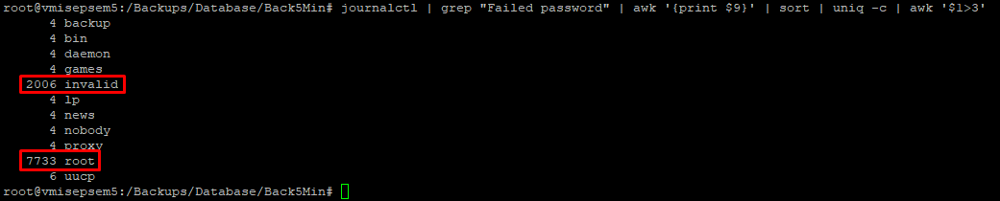 root@vmisepsem5:/Backups/Database/Back5Min# journalctl | grep "Failed password" | awk '{print $9}' | sort | uniq -c | awk '$1>3'
4 backup
4 bin
4 daemon
4 games
2006 invalid
4 lp
4 news
4 nobody
4 proxy
7733 root
6 uucp
root@vmisepsem5:/Backups/Database/Back5Min#